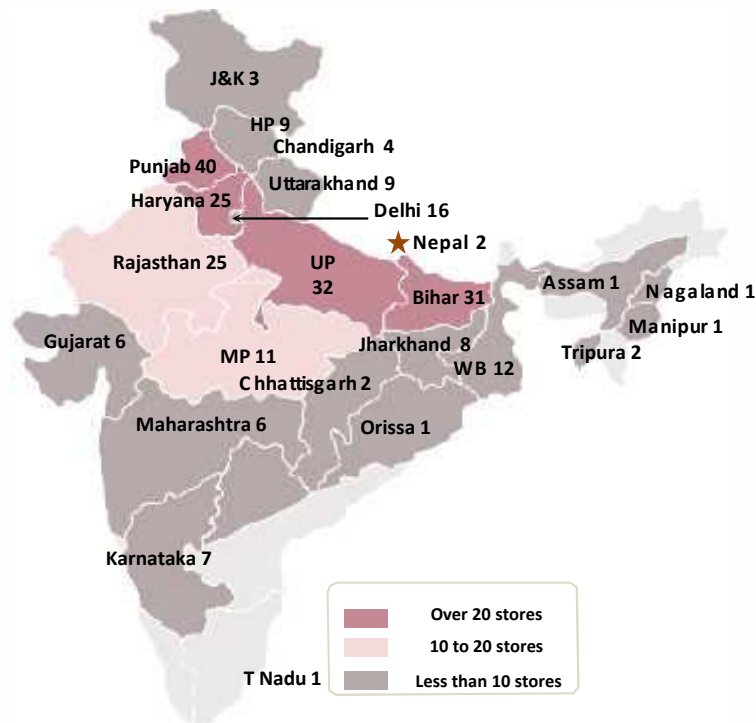 J&K 3
HP 9
Chandigarh 4
Punjab 40
Uttarakhand 9
Haryana 25
Delhi 16
Nepal 2
Rajasthan 25
UP
32
Bihar 31
Assam 1
Nagaland 1
Manipur 1
Gujarat 6
MP 11
Jharkhand 8
Tripura 2
WB 12
Chhattisgarh 2
Maharashtra 6
Orissa 1
Karnataka 7
Over 20 stores
10 to 20 stores
T Nadu 1
Less than 10 stores